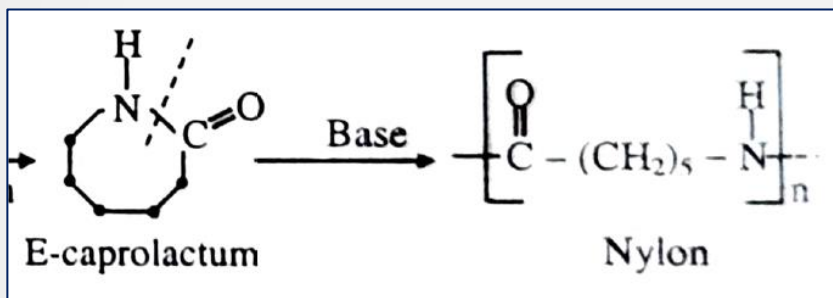 H
N
C
O
Base
O
C – (CH₂)₅ – N
H
n
E-caprolactum
Nylon